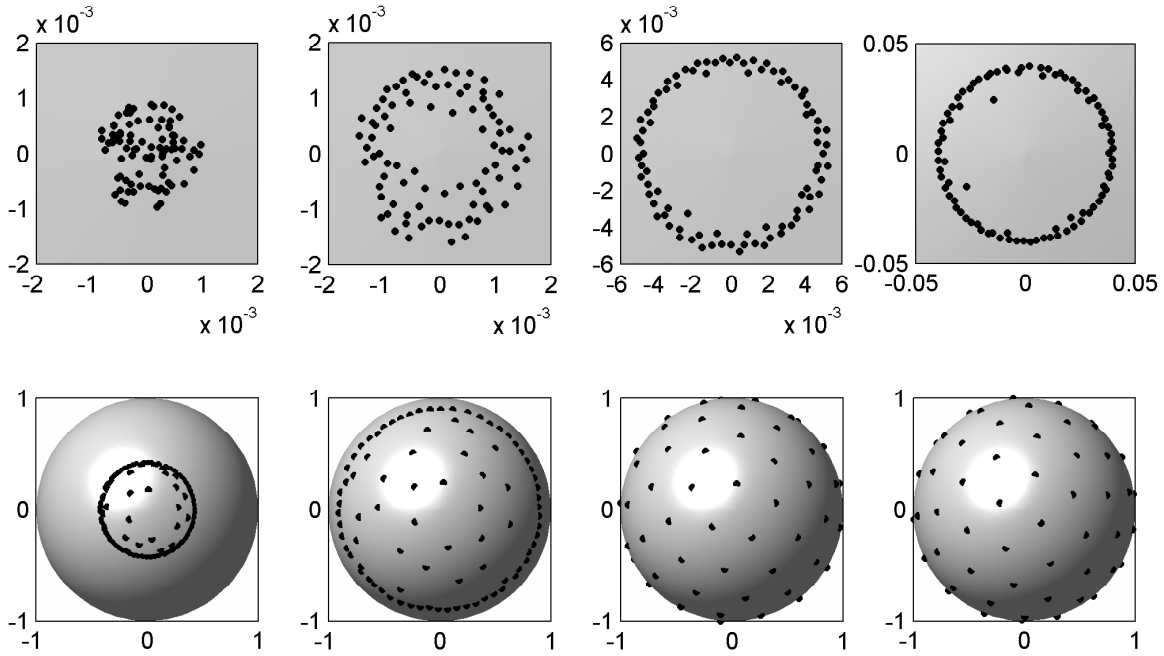 x 10⁻³ x 10⁻³
2 2 6 0.05
4
1 1 2
0 0 0 0
-2
-1 -1 -4
-2 -2 -6 -0.05
-2 -1 0 1 2 -2 -1 0 1 2 -6 -4 -2 0 2 4 6 -0.05 0 0.05
x 10⁻³ x 10⁻³ x 10⁻³
1 1 1 1
0 0 0 0
-1 -1 -1 -1
-1 0 1 -1 0 1 -1 0 1 -1 0 1